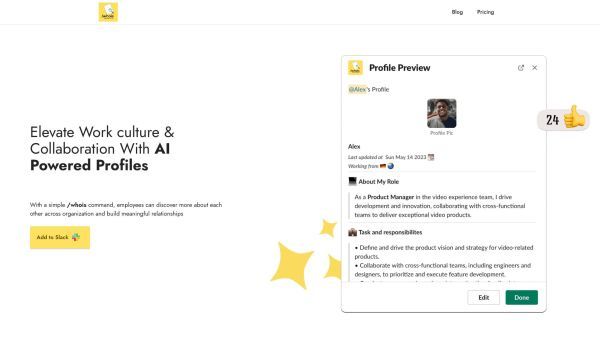 /whois
Blog
Pricing
Profile Preview
@Alex's Profile
Profile Pic
24
Alex
Last updated at Sun May 14 2023
Working from
About My Role
As a Product Manager in the video experience team, I drive
development and innovation, collaborating with cross-functional
teams to deliver exceptional video products.
Task and responsibilites
• Define and drive the product vision and strategy for video-related
products.
• Collaborate with cross-functional teams, including engineers and
designers, to prioritize and execute feature development.
Edit
Done
Elevate Work culture &
Collaboration With AI
Powered Profiles
With a simple /whois command, employees can discover more about each
other across organization and build meaningful relationships
Add to Slack